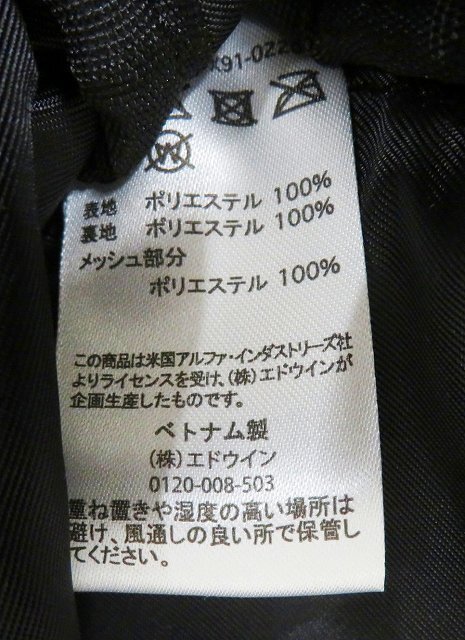 表地 ポリエステル 100%
裏地 ポリエステル 100%
メッシュ部分
ポリエステル 100%
この商品は米国アルファ・インダストリーズ社
よりライセンスを受け、(株)エドウインが
企画生産したものです。
ベトナム製
(株)エドウイン
0120-008-503
重ね置きや湿度の高い場所は
避け、風通しの良い所で保管し
てください。